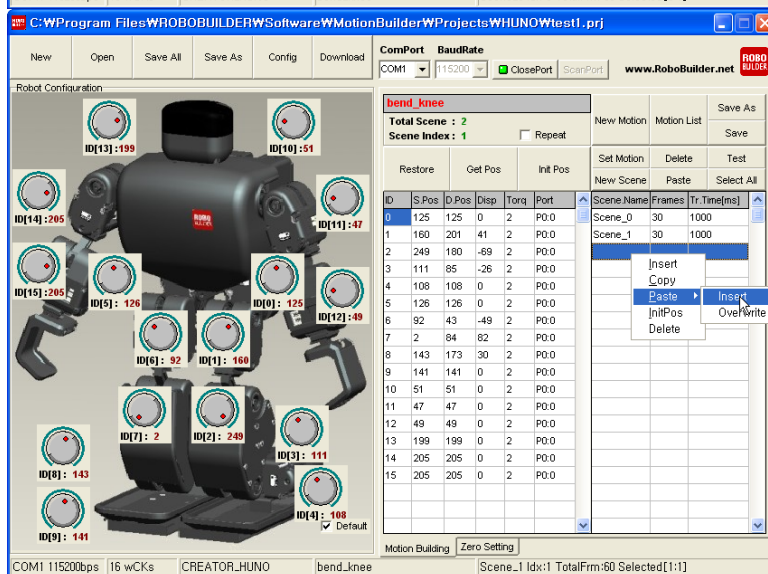 C:₩Program Files₩ROBOBUILDER₩Software₩MotionBuilder₩Projects₩HUNO₩test1.prj
New Open Save All Save As Config Download
ComPort BaudRate
COM1 115200 ClosePort ScanPort www.RoboBuilder.net ROBO BUILDER
Robot Configuration
ID[13]:199
ID[10]:51
ID[14]:205
ID[11]:47
ID[15]:205
ID[5]: 126
ID[0]: 125
ID[12]:49
ID[6]: 92
ID[1]: 160
ID[7]: 2
ID[2]: 249
ID[3]: 111
ID[8]: 143
ID[4]: 108
ID[9]: 141
Default
bend_knee
Total Scene : 2
Scene Index: 1 Repeat
Restore Get Pos Init Pos
New Motion Motion List Save As
Save
Set Motion Delete Test
New Scene Paste Select All
ID S.Pos D.Pos Disp Torq Port
0 125 125 0 2 P0:0
1 160 201 41 2 P0:0
2 249 180 -69 2 P0:0
3 111 85 -26 2 P0:0
4 108 108 0 2 P0:0
5 126 126 0 2 P0:0
6 92 43 -49 2 P0:0
7 2 84 82 2 P0:0
8 143 173 30 2 P0:0
9 141 141 0 2 P0:0
10 51 51 0 2 P0:0
11 47 47 0 2 P0:0
12 49 49 0 2 P0:0
13 199 199 0 2 P0:0
14 205 205 0 2 P0:0
15 205 205 0 2 P0:0
Scene.Name Frames Tr.Time[ms]
Scene_0 30 1000
Scene_1 30 1000
Insert
Copy
Paste
InitPos
Delete
Insert
Overwrite
Motion Building Zero Setting
COM1 115200bps 16 wCKs CREATOR_HUNO bend_knee Scene_1 Idx:1 TotalFrm:60 Selected[1:1]